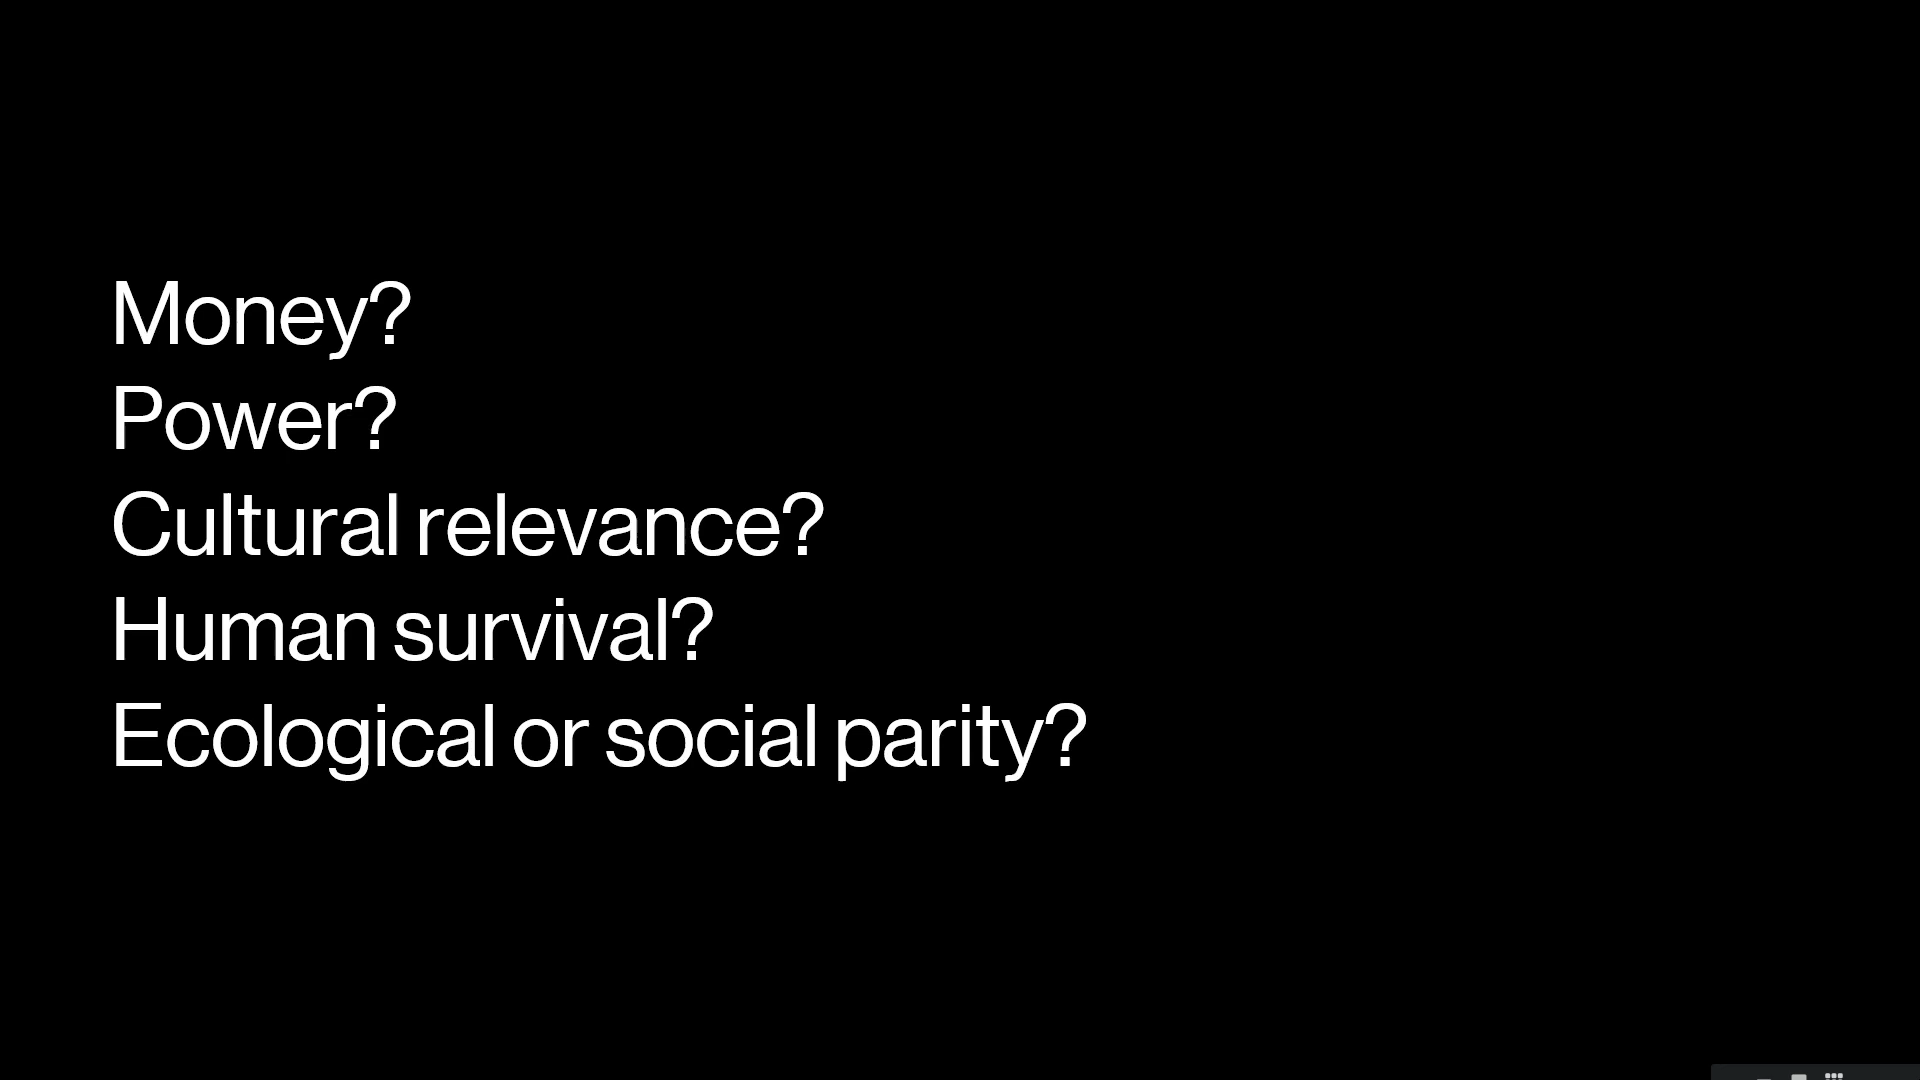 Money?
Power?
Cultural relevance?
Human survival?
Ecological or social parity?